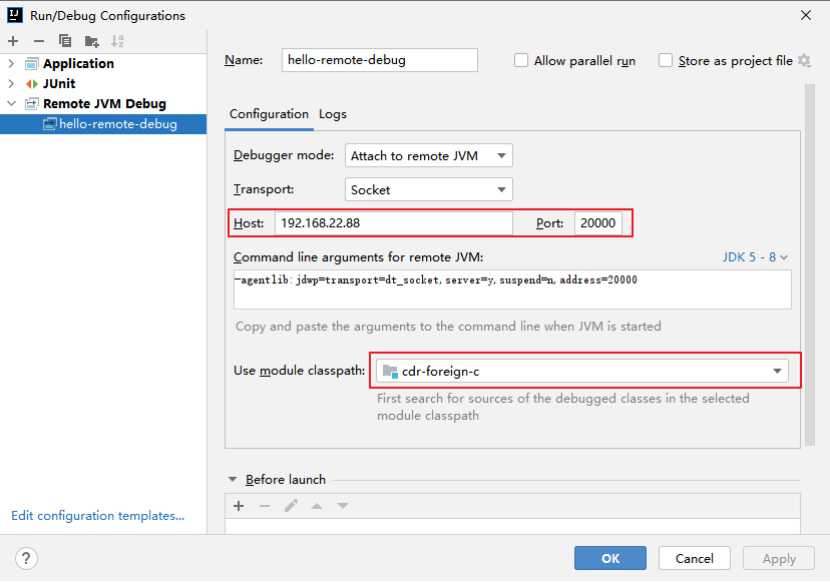 Run/Debug Configurations
Application
JUnit
Remote JVM Debug
hello-remote-debug
Edit configuration templates...
Name: hello-remote-debug Allow parallel run Store as project file
Configuration Logs
Debugger mode: Attach to remote JVM
Transport: Socket
Host: 192.168.22.88 Port: 20000
Command line arguments for remote JVM: JDK 5 - 8
-agentlib:jdwp=transport=dt_socket,server=y,suspend=n,address=20000
Copy and paste the arguments to the command line when JVM is started
Use module classpath: cdr-foreign-c
First search for sources of the debugged classes in the selected
module classpath
Before launch
? OK Cancel Apply